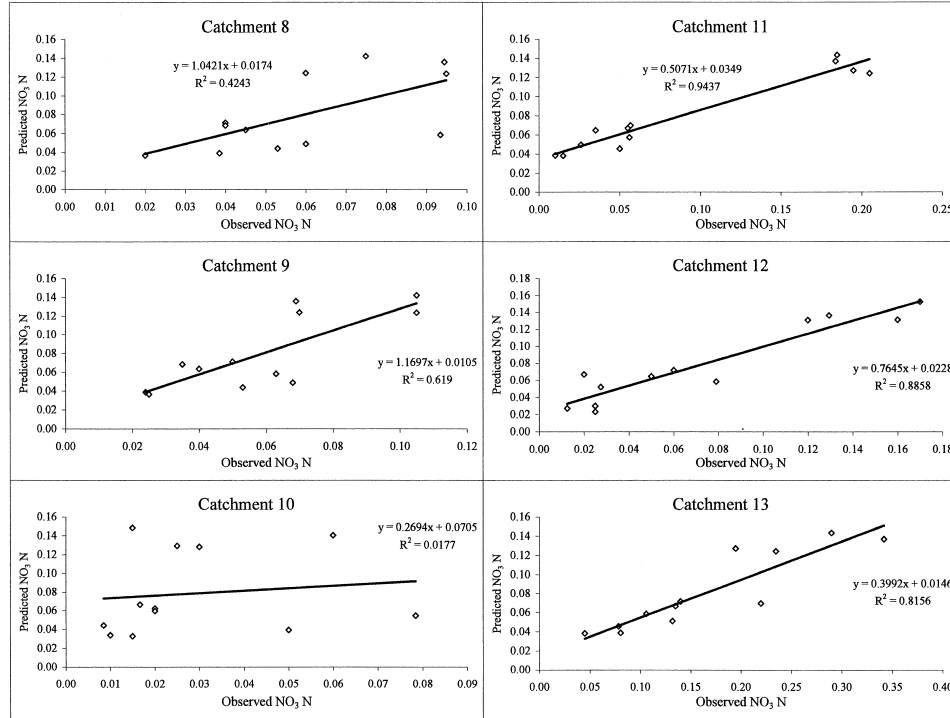 Catchment 8
Predicted NO3 N
0.16
0.14
0.12
0.10
0.08
0.06
0.04
0.02
0.00
y = 1.0421x + 0.0174
R2 = 0.4243
0.00 0.01 0.02 0.03 0.04 0.05 0.06 0.07 0.08 0.09 0.10
Observed NO3 N
Catchment 11
Predicted NO3 N
0.16
0.14
0.12
0.10
0.08
0.06
0.04
0.02
0.00
y = 0.5071x + 0.0349
R2 = 0.9437
0.00 0.05 0.10 0.15 0.20 0.25
Observed NO3 N
Catchment 9
Predicted NO3 N
0.16
0.14
0.12
0.10
0.08
0.06
0.04
0.02
0.00
y = 1.1697x + 0.0105
R2 = 0.619
0.00 0.02 0.04 0.06 0.08 0.10 0.12
Observed NO3 N
Catchment 12
Predicted NO3 N
0.18
0.16
0.14
0.12
0.10
0.08
0.06
0.04
0.02
0.00
y = 0.7645x + 0.0228
R2 = 0.8858
0.00 0.02 0.04 0.06 0.08 0.10 0.12 0.14 0.16 0.18
Observed NO3 N
Catchment 10
Predicted NO3 N
0.16
0.14
0.12
0.10
0.08
0.06
0.04
0.02
0.00
y = 0.2694x + 0.0705
R2 = 0.0177
0.00 0.01 0.02 0.03 0.04 0.05 0.06 0.07 0.08 0.09
Observed NO3 N
Catchment 13
Predicted NO3 N
0.16
0.14
0.12
0.10
0.08
0.06
0.04
0.02
0.00
y = 0.3992x + 0.0146
R2 = 0.8156
0.00 0.05 0.10 0.15 0.20 0.25 0.30 0.35 0.40
Observed NO3 N